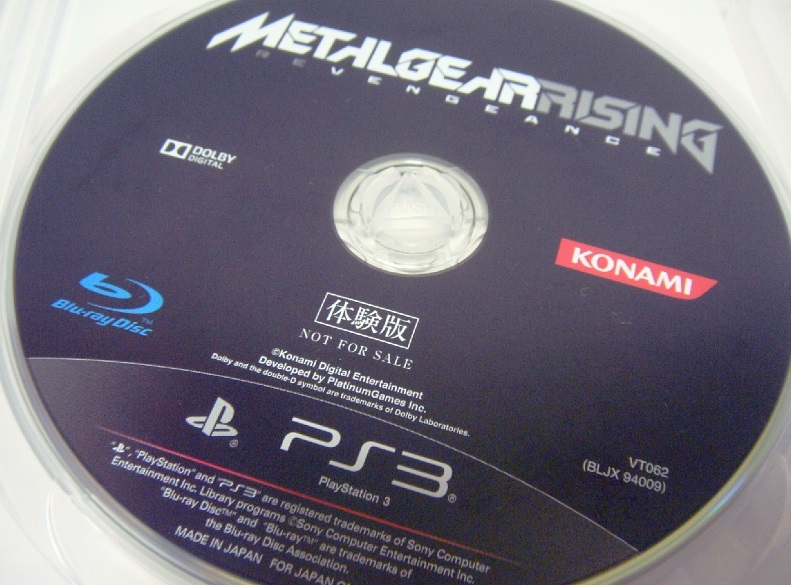 METAL GEAR RISING
REVENGEANCE
DOLBY
DIGITAL
KONAMI
Blu-ray Disc™
体験版
NOT FOR SALE
©Konami Digital Entertainment
Developed by PlatinumGames Inc.
Dolby and the double-D symbol are trademarks of Dolby Laboratories.
PS3®
PlayStation 3
VT062
(BLJX 94009)
" ", "PlayStation" and "PS3" are registered trademarks of Sony Computer
Entertainment Inc. Library programs ©Sony Computer Entertainment Inc.
"Blu-ray Disc™" and "Blu-ray™" are trademarks of
the Blu-ray Disc Association.
MADE IN JAPAN FOR JAPAN